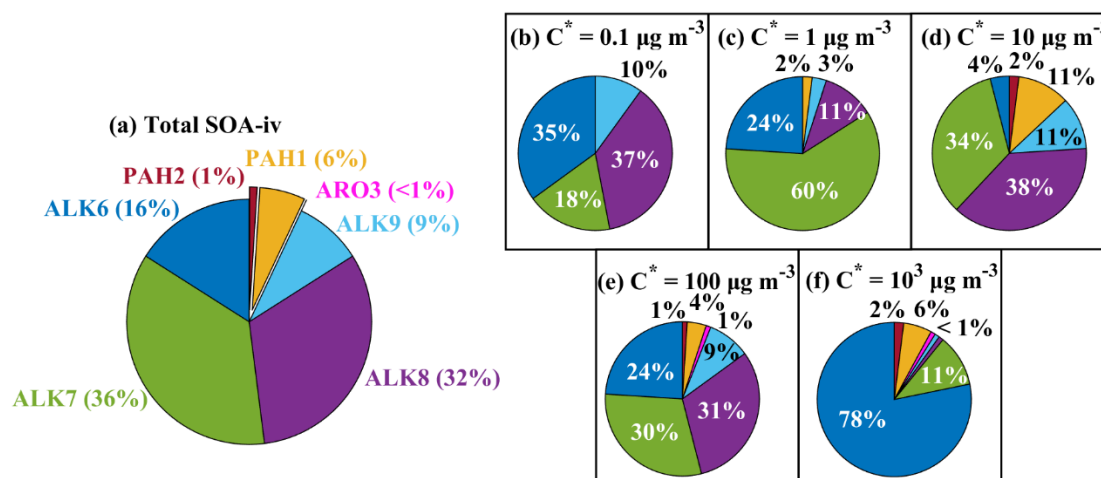 (a) Total SOA-iv
PAH1 (6%)
PAH2 (1%)
ARO3 (<1%)
ALK6 (16%)
ALK9 (9%)
ALK7 (36%)
ALK8 (32%)
(b) C* = 0.1 µg m-3
10%
35%
37%
18%
(c) C* = 1 µg m-3
2% 3%
11%
24%
60%
(d) C* = 10 µg m-3
4% 2% 11%
11%
34%
38%
(e) C* = 100 µg m-3
1% 4% 1%
9%
24%
31%
30%
(f) C* = 10³ µg m-3
2% 6% < 1%
11%
78%